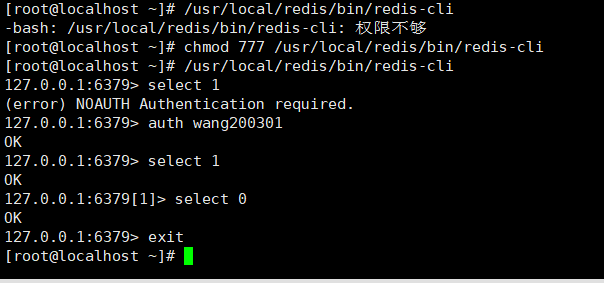 [root@localhost ~]# /usr/local/redis/bin/redis-cli
-bash: /usr/local/redis/bin/redis-cli: 权限不够
[root@localhost ~]# chmod 777 /usr/local/redis/bin/redis-cli
[root@localhost ~]# /usr/local/redis/bin/redis-cli
127.0.0.1:6379> select 1
(error) NOAUTH Authentication required.
127.0.0.1:6379> auth wang200301
OK
127.0.0.1:6379> select 1
OK
127.0.0.1:6379[1]> select 0
OK
127.0.0.1:6379> exit
[root@localhost ~]#